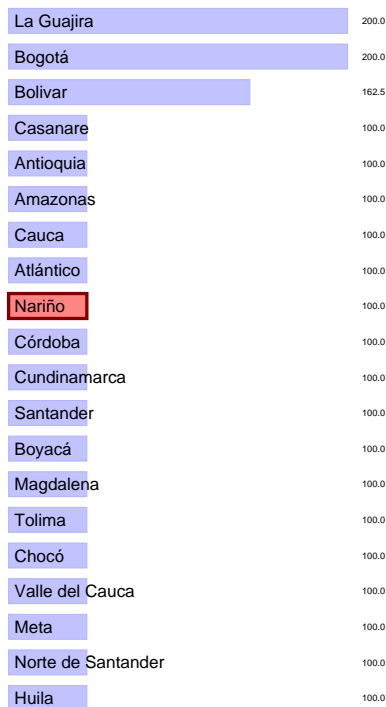 La Guajira 200.0
Bogotá 200.0
Bolivar 162.5
Casanare 100.0
Antioquia 100.0
Amazonas 100.0
Cauca 100.0
Atlántico 100.0
Nariño 100.0
Córdoba 100.0
Cundinamarca 100.0
Santander 100.0
Boyacá 100.0
Magdalena 100.0
Tolima 100.0
Chocó 100.0
Valle del Cauca 100.0
Meta 100.0
Norte de Santander 100.0
Huila 100.0